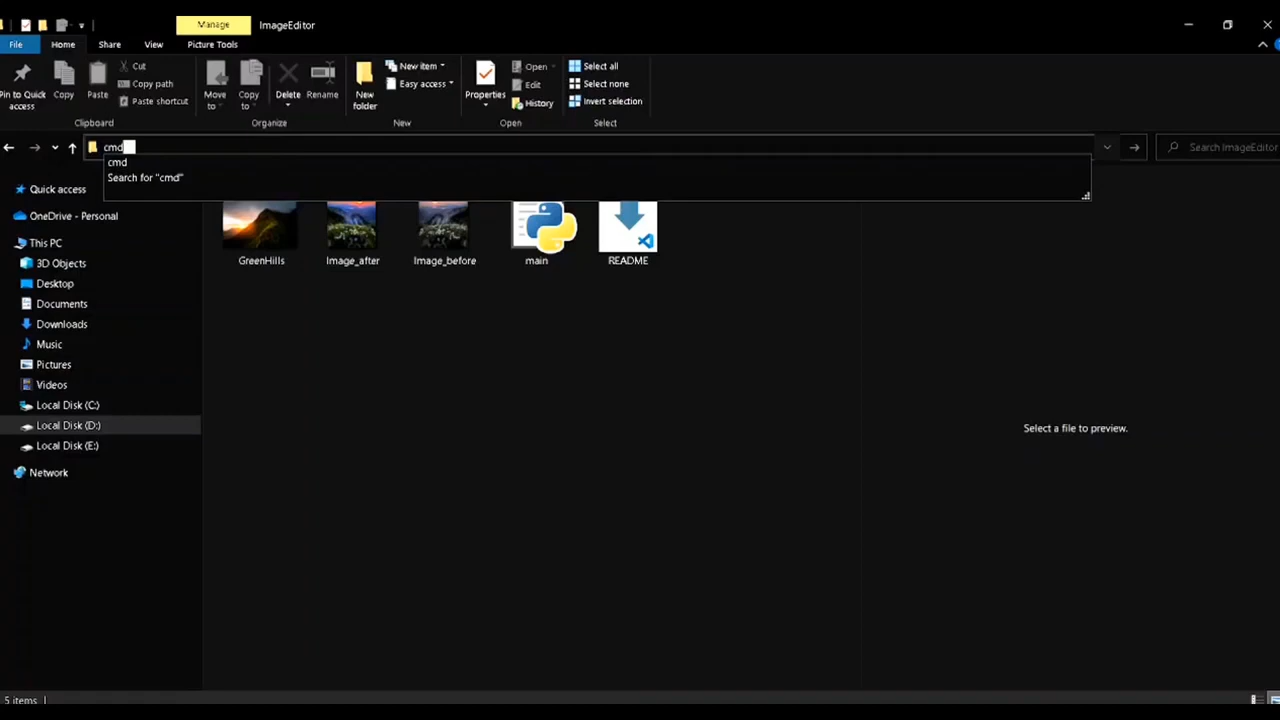 Manage
ImageEditor
File
Home
Share
View
Picture Tools
Pin to Quick
access
Copy
Paste
Cut
Copy path
Paste shortcut
Move
to
Copy
to
Delete
Rename
New
folder
New item
Easy access
Properties
Open
Edit
History
Select all
Select none
Invert selection
Clipboard
Organize
New
Open
Select
cmd
Search ImageEditor
cmd
Search for "cmd"
Quick access
OneDrive - Personal
This PC
3D Objects
Desktop
Documents
Downloads
Music
Pictures
Videos
Local Disk (C:)
Local Disk (D:)
Local Disk (E:)
Network
GreenHills
Image_after
Image_before
main
README
Select a file to preview.
5 items